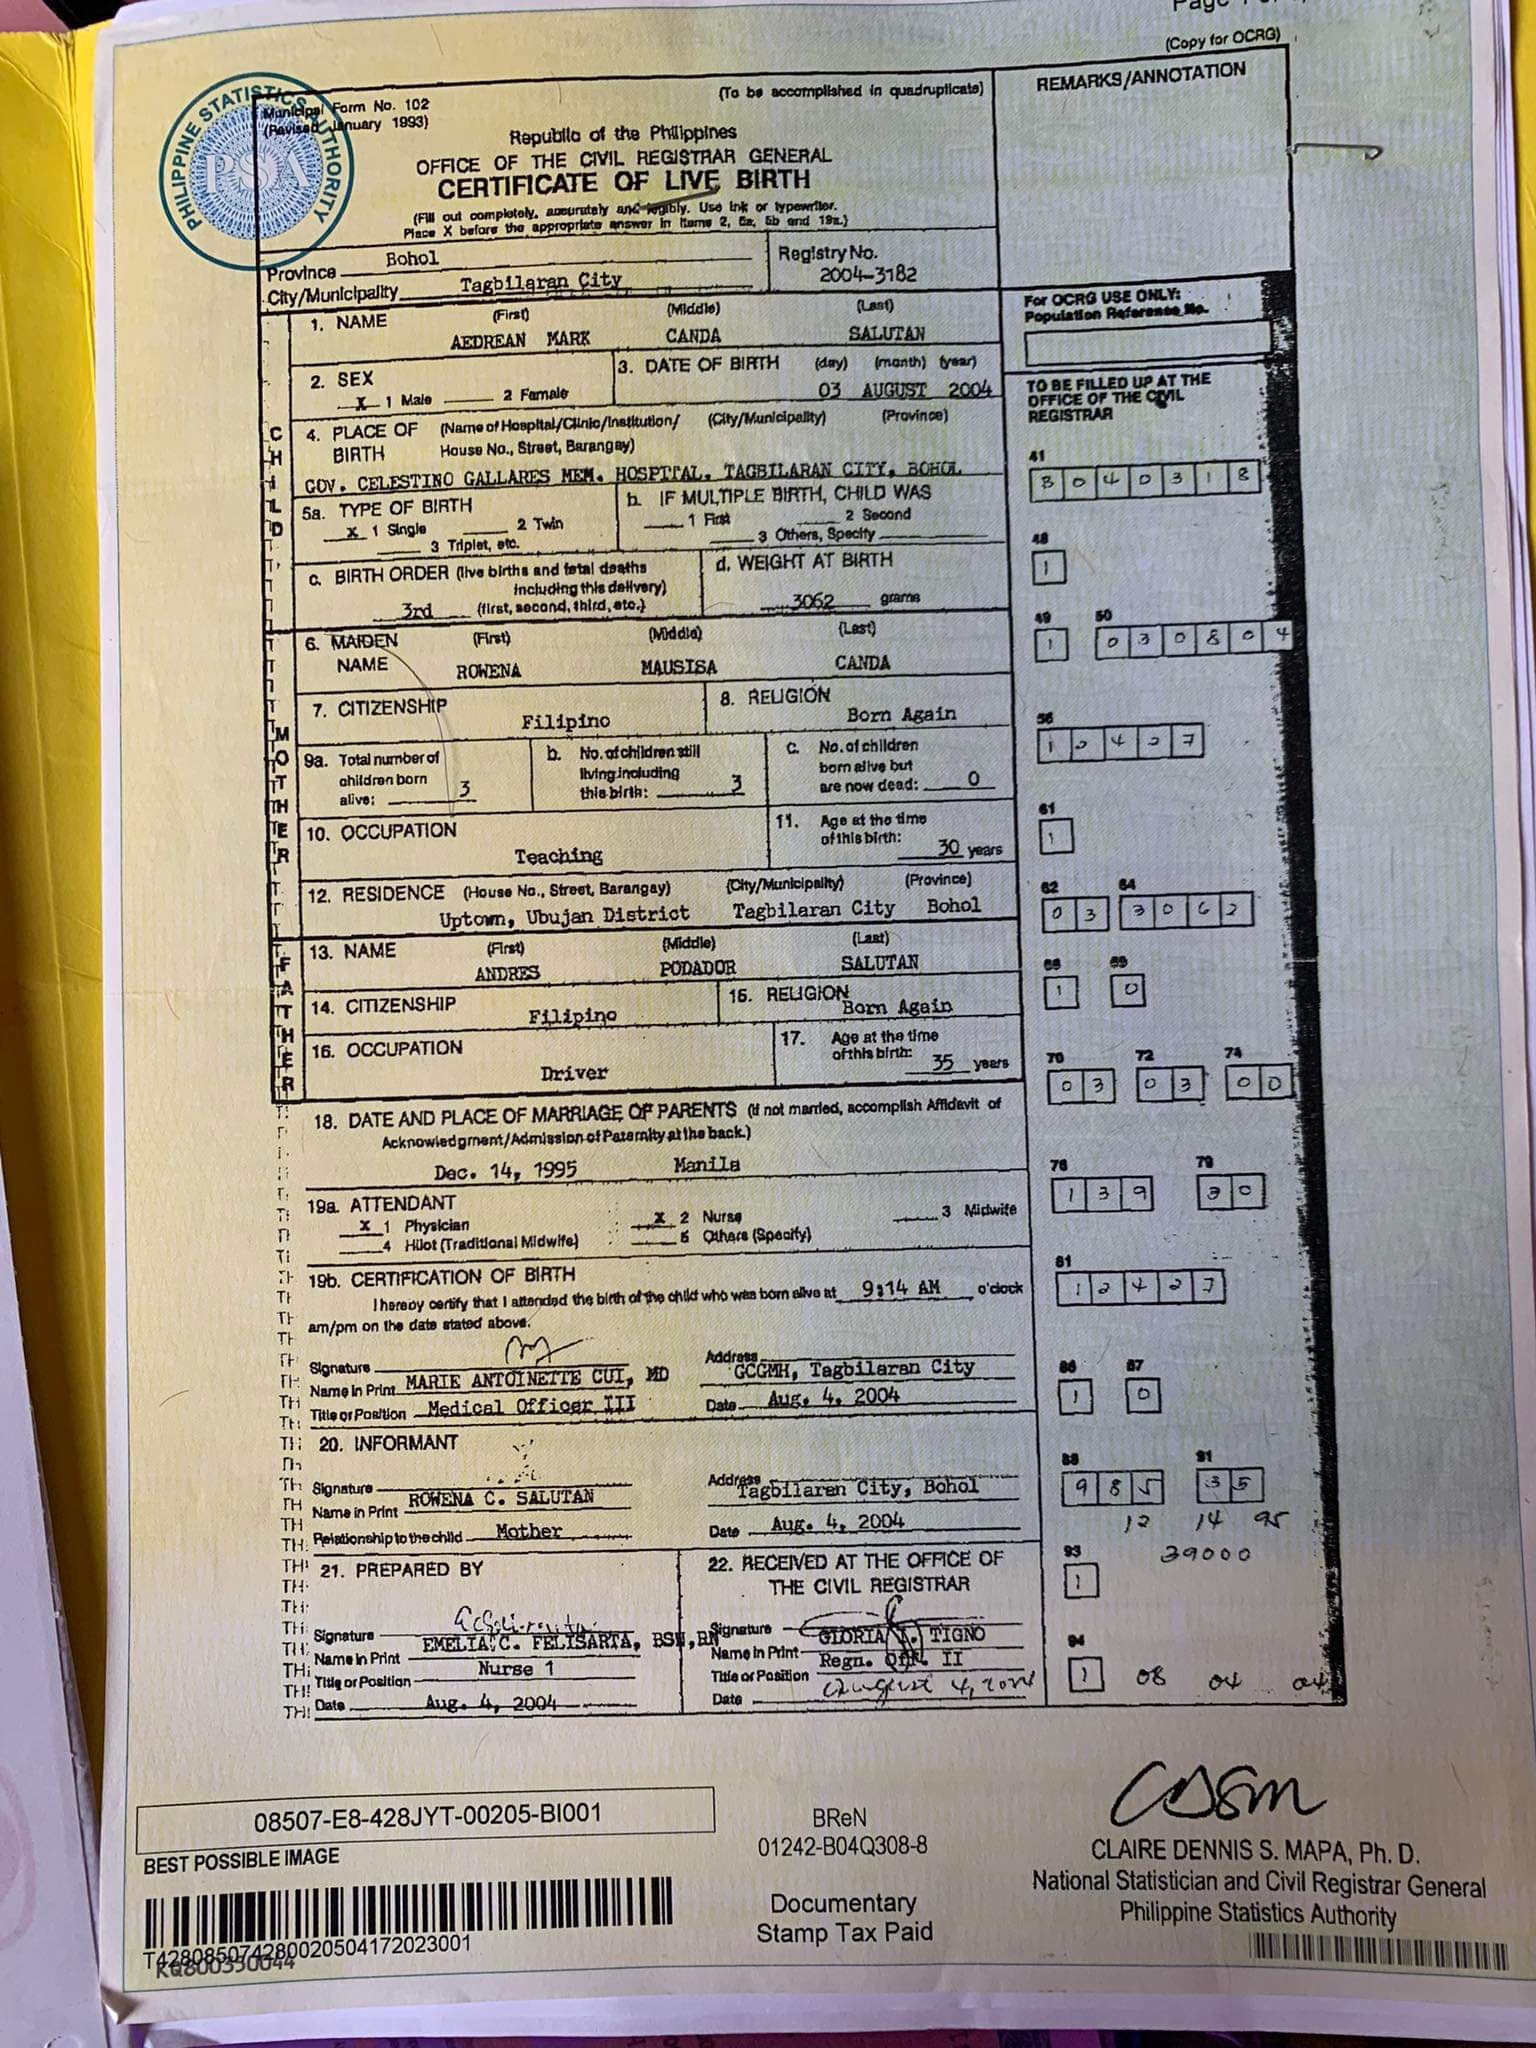 (Copy for OCRG)
PHILIPPINE STATISTICS AUTHORITY
PSA
Municipal Form No. 102
(Revised January 1993)
(To be accomplished in quadruplicate)
REMARKS/ANNOTATION
Republic of the Philippines
OFFICE OF THE CIVIL REGISTRAR GENERAL
CERTIFICATE OF LIVE BIRTH
(Fill out completely, accurately and legibly. Use ink or typewriter.
Place X before the appropriate answer in items 2, 5a, 5b and 19a.)
Province Bohol
Registry No.
City/Municipality Tagbilaran City
2004-3182
For OCRG USE ONLY:
Population Reference No.
CHILD
1. NAME (First) (Middle) (Last)
AEDREAN MARK CANDA SALUTAN
2. SEX
X 1 Male 2 Female
3. DATE OF BIRTH (day) (month) (year)
03 AUGUST 2004
TO BE FILLED UP AT THE
OFFICE OF THE CIVIL
REGISTRAR
4. PLACE OF (Name of Hospital/Clinic/Institution/ (City/Municipality) (Province)
BIRTH House No., Street, Barangay)
GOV. CELESTINO GALLARES MEM. HOSPITAL. TAGBILARAN CITY, BOHOL
41
3 0 4 0 3 1 8
5a. TYPE OF BIRTH
X 1 Single 2 Twin
3 Triplet, etc.
b. IF MULTIPLE BIRTH, CHILD WAS
1 First 2 Second
3 Others, Specify
48
1
c. BIRTH ORDER (live births and fetal deaths
including this delivery)
3rd (first, second, third, etc.)
d. WEIGHT AT BIRTH
3062 grams
49 50
1 0 3 0 8 0 4
MOTHER
6. MAIDEN (First) (Middle) (Last)
NAME ROWENA MAUSISA CANDA
7. CITIZENSHIP
Filipino
8. RELIGION
Born Again
56
1 2 4 2 7
9a. Total number of
children born
alive: 3
b. No. of children still
living including
this birth: 3
c. No. of children
born alive but
are now dead: 0
10. OCCUPATION
Teaching
11. Age at the time
of this birth: 30 years
61
1
12. RESIDENCE (House No., Street, Barangay) (City/Municipality) (Province)
Uptown, Ubujan District Tagbilaran City Bohol
62 64
0 3 3 0 6 2
FATHER
13. NAME (First) (Middle) (Last)
ANDRES PODADOR SALUTAN
68 69
1 0
14. CITIZENSHIP
Filipino
15. RELIGION
Born Again
16. OCCUPATION
Driver
17. Age at the time
of this birth: 35 years
70 72 74
0 3 0 3 0 0
18. DATE AND PLACE OF MARRIAGE OF PARENTS (If not married, accomplish Affidavit of
Acknowledgment/Admission of Paternity at the back.)
Dec. 14, 1995 Manila
76 79
1 3 9 3 0
19a. ATTENDANT
X 1 Physician X 2 Nurse 3 Midwife
4 Hilot (Traditional Midwife) 5 Others (Specify)
19b. CERTIFICATION OF BIRTH
I hereby certify that I attended the birth of the child who was born alive at 9:14 AM o'clock
am/pm on the date stated above.
81
1 2 4 2 7
Signature
Name in Print MARIE ANTOINETTE CUI, MD
Title or Position Medical Officer III
Address
GCGMH, Tagbilaran City
Date Aug. 4, 2004
86 87
1 0
20. INFORMANT
Signature
Name in Print ROWENA C. SALUTAN
Relationship to the child Mother
Address
Tagbilaran City, Bohol
Date Aug. 4, 2004
88 91
9 8 5 3 5
12 14 95
39000
21. PREPARED BY
Signature
Name in Print EMELIA C. FELISARTA, BSN,RN
Title or Position Nurse 1
Date Aug. 4, 2004
22. RECEIVED AT THE OFFICE OF
THE CIVIL REGISTRAR
Signature
Name in Print GLORIA TIGNO
Title or Position Regn. Offr. II
Date August 4, 2004
93
1
94
1 08 04 04
08507-E8-428JYT-00205-BI001
BEST POSSIBLE IMAGE
T428085074280020504172023001
KQ800350044
BReN
01242-B04Q308-8
Documentary
Stamp Tax Paid
CLAIRE DENNIS S. MAPA, Ph. D.
National Statistician and Civil Registrar General
Philippine Statistics Authority